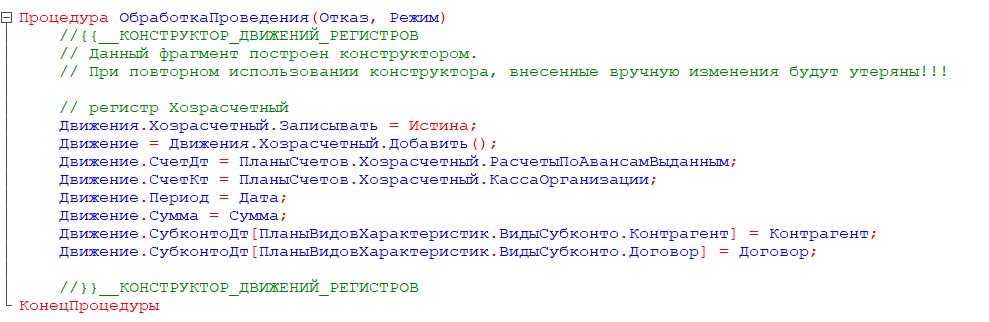 Процедура ОбработкаПроведения(Отказ, Режим)
//{{__КОНСТРУКТОР_ДВИЖЕНИЙ_РЕГИСТРОВ
// Данный фрагмент построен конструктором.
// При повторном использовании конструктора, внесенные вручную изменения будут утеряны!!!
// регистр Хозрасчетный
Движения.Хозрасчетный.Записывать = Истина;
Движение = Движения.Хозрасчетный.Добавить();
Движение.СчетДт = ПланыСчетов.Хозрасчетный.РасчетыПоАвансамВыданным;
Движение.СчетКт = ПланыСчетов.Хозрасчетный.КассаОрганизации;
Движение.Период = Дата;
Движение.Сумма = Сумма;
Движение.СубконтоДт[ПланыВидовХарактеристик.ВидыСубконто.Контрагент] = Контрагент;
Движение.СубконтоДт[ПланыВидовХарактеристик.ВидыСубконто.Договор] = Договор;
//}}__КОНСТРУКТОР_ДВИЖЕНИЙ_РЕГИСТРОВ
КонецПроцедуры